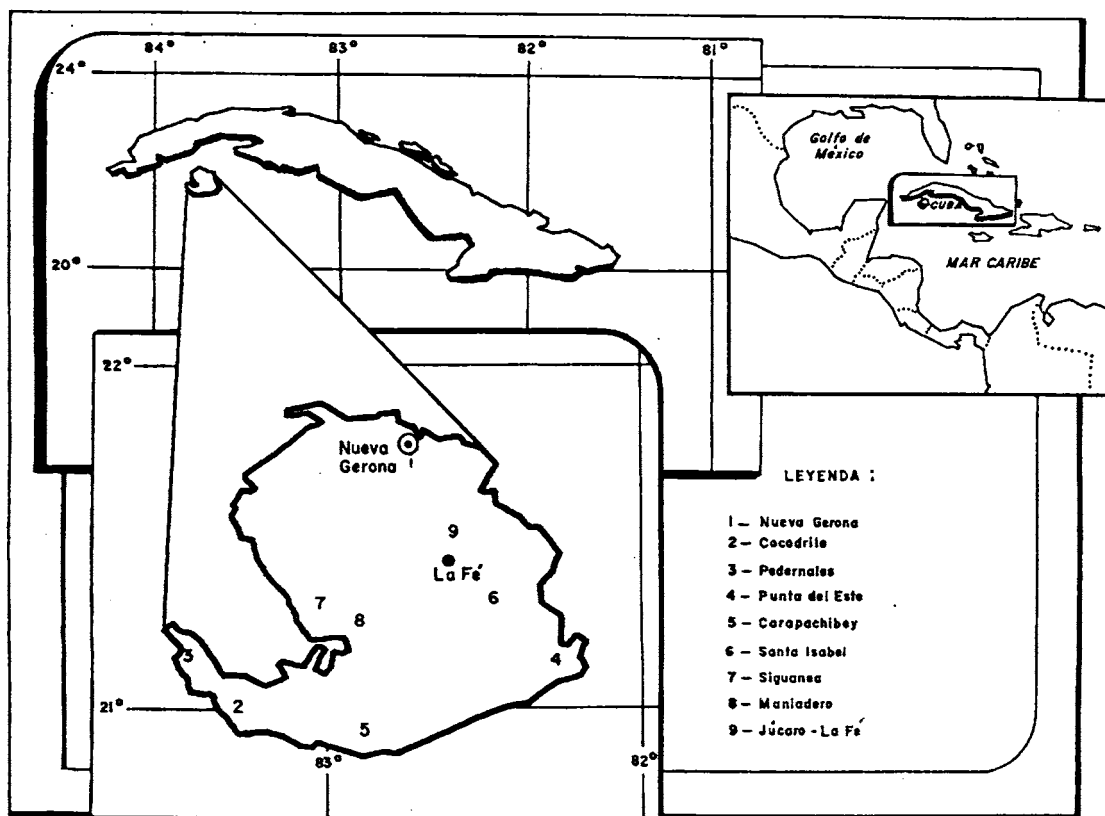 84° 83° 82° 81°
24°
20°
22°
21°
83° 82°
Golfo de
México
CUBA
MAR CARIBE
Nueva
Gerona
1
9
La Fé
6
7
8
3
4
2
5
LEYENDA :
1 – Nueva Gerona
2 – Cocodrilo
3 – Pedernales
4 – Punta del Este
5 – Carapachibey
6 – Santa Isabel
7 – Siguanea
8 – Maniadero
9 – Júcaro - La Fé